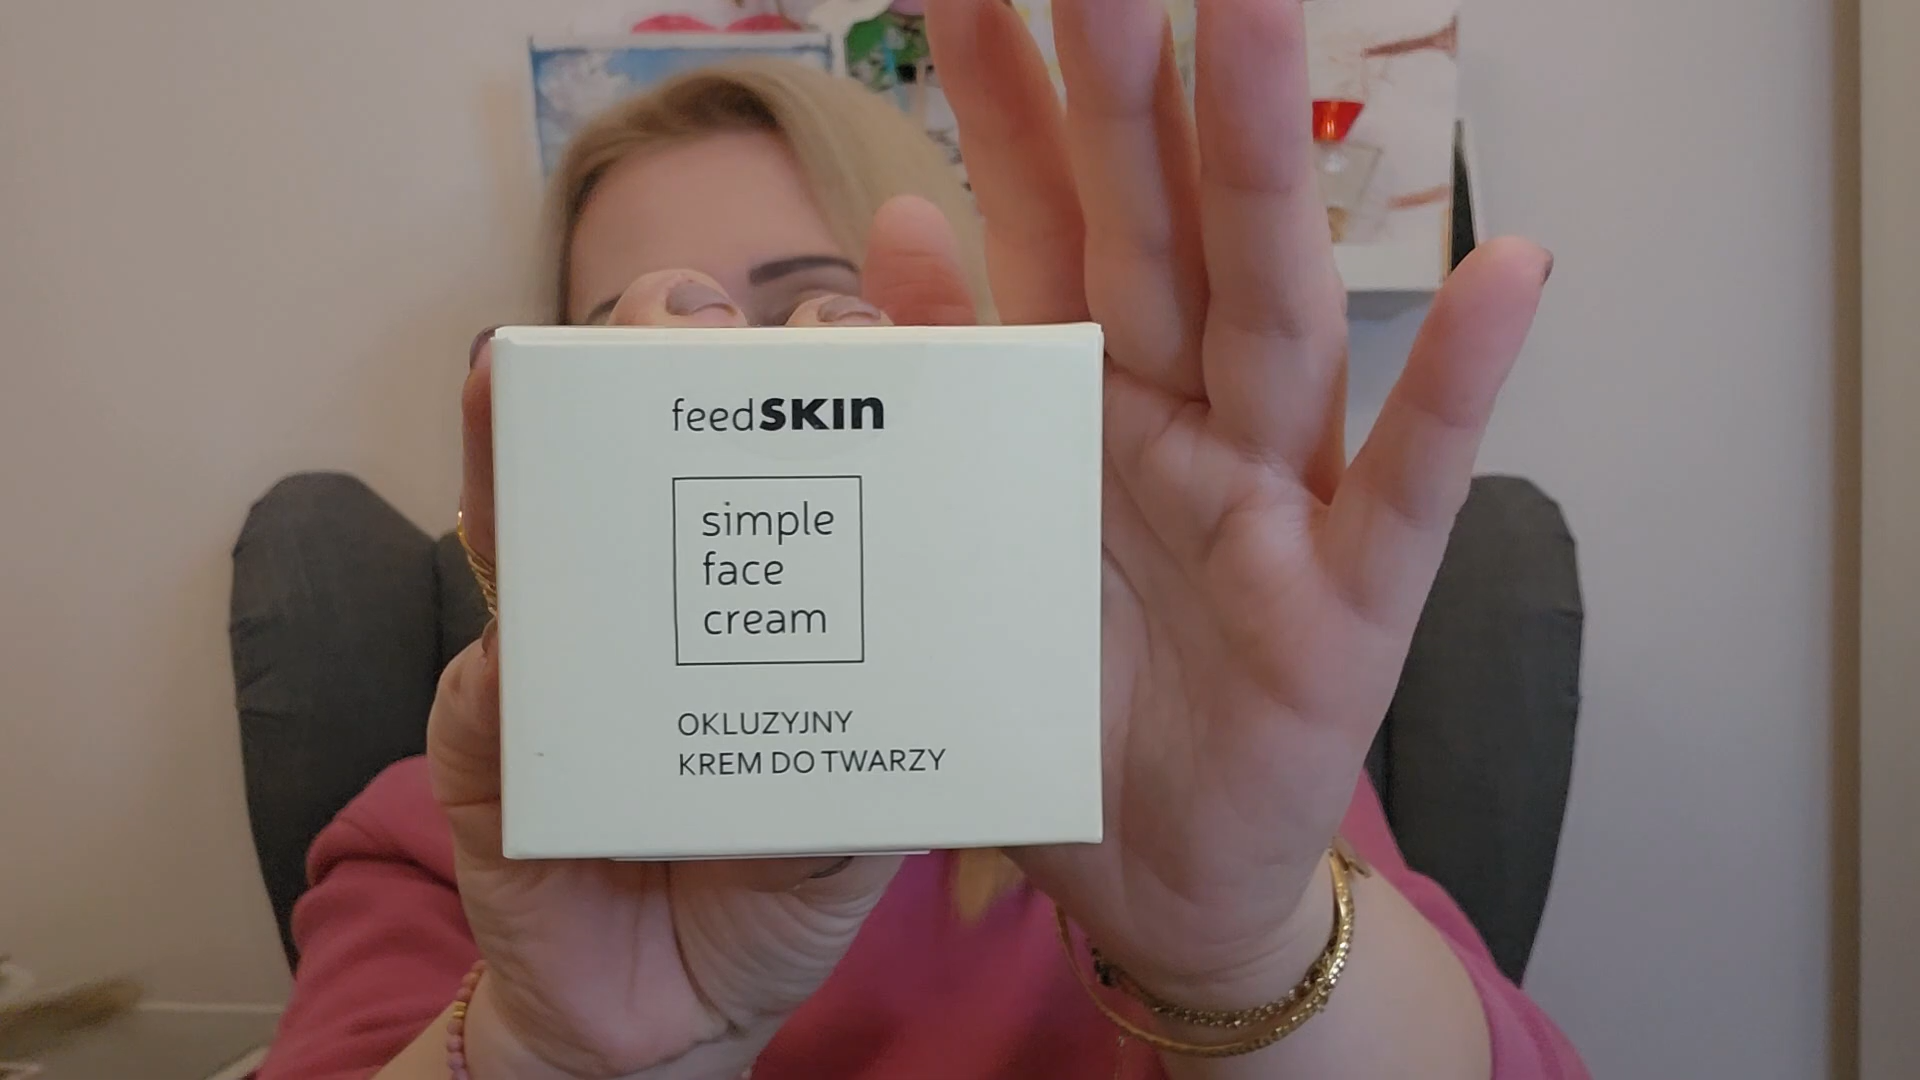 feedSKIn
simple
face
cream
OKLUZYJNY
KREM DO TWARZY